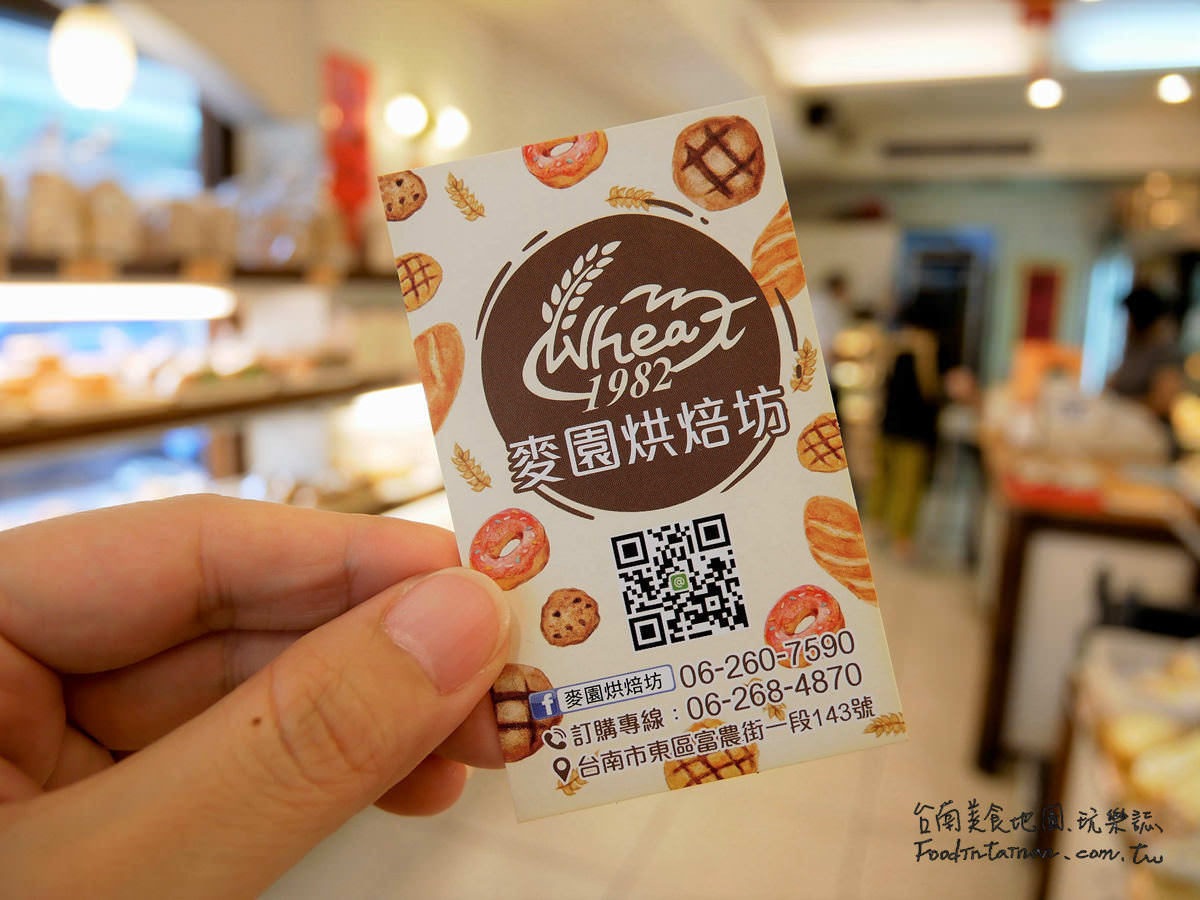 Wheat
1982
麥園烘焙坊
f 麥園烘焙坊 06-260-7590
訂購專線：06-268-4870
台南市東區富農街一段143號
台南美食地圖.玩樂誌
Foodintainan.com.tw